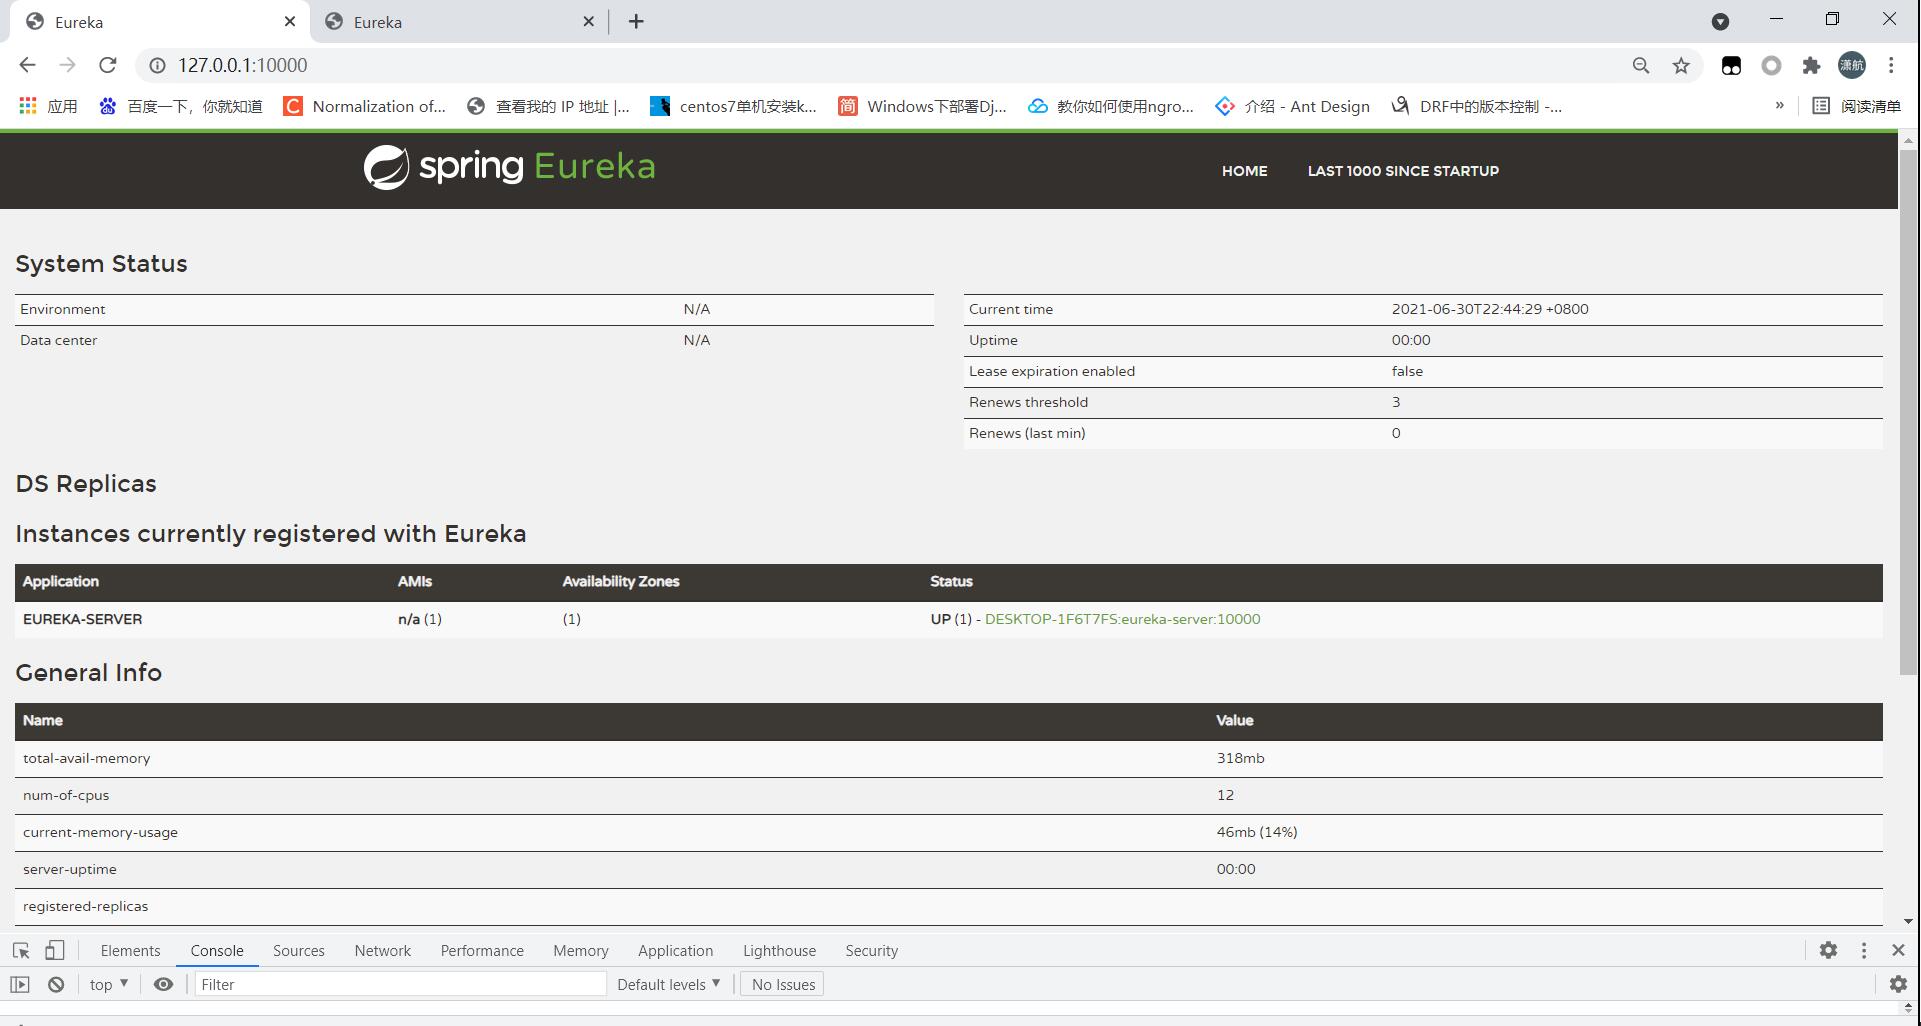 Eureka
Eureka
127.0.0.1:10000
潇航
应用
百度一下，你就知道
Normalization of...
查看我的 IP 地址 |...
centos7单机安装k...
简
Windows下部署Dj...
教你如何使用ngro...
介绍 - Ant Design
DRF中的版本控制 -...
»
阅读清单
spring Eureka
HOME
LAST 1000 SINCE STARTUP
System Status
Environment N/A
Data center N/A
Current time 2021-06-30T22:44:29 +0800
Uptime 00:00
Lease expiration enabled false
Renews threshold 3
Renews (last min) 0
DS Replicas
Instances currently registered with Eureka
Application AMIs Availability Zones Status
EUREKA-SERVER n/a (1) (1) UP (1) - DESKTOP-1F6T7FS:eureka-server:10000
General Info
Name Value
total-avail-memory 318mb
num-of-cpus 12
current-memory-usage 46mb (14%)
server-uptime 00:00
registered-replicas
Elements Console Sources Network Performance Memory Application Lighthouse Security
top Filter Default levels No Issues